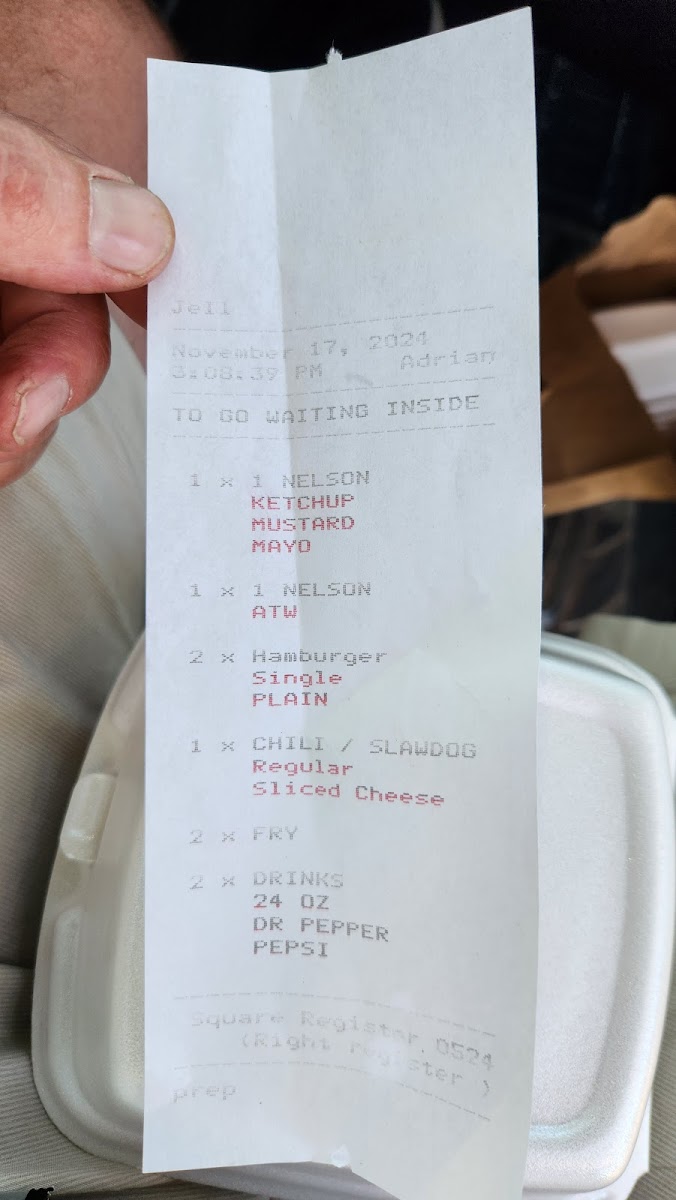 Jell
November 17, 2024
3:08:39 PM Adrian
TO GO WAITING INSIDE
1 x 1 NELSON
KETCHUP
MUSTARD
MAYO
1 x 1 NELSON
ATW
2 x Hamburger
Single
PLAIN
1 x CHILI / SLAWDOG
Regular
Sliced Cheese
2 x FRY
2 x DRINKS
24 OZ
DR PEPPER
PEPSI
Square Register 0524
(Right register )
prep